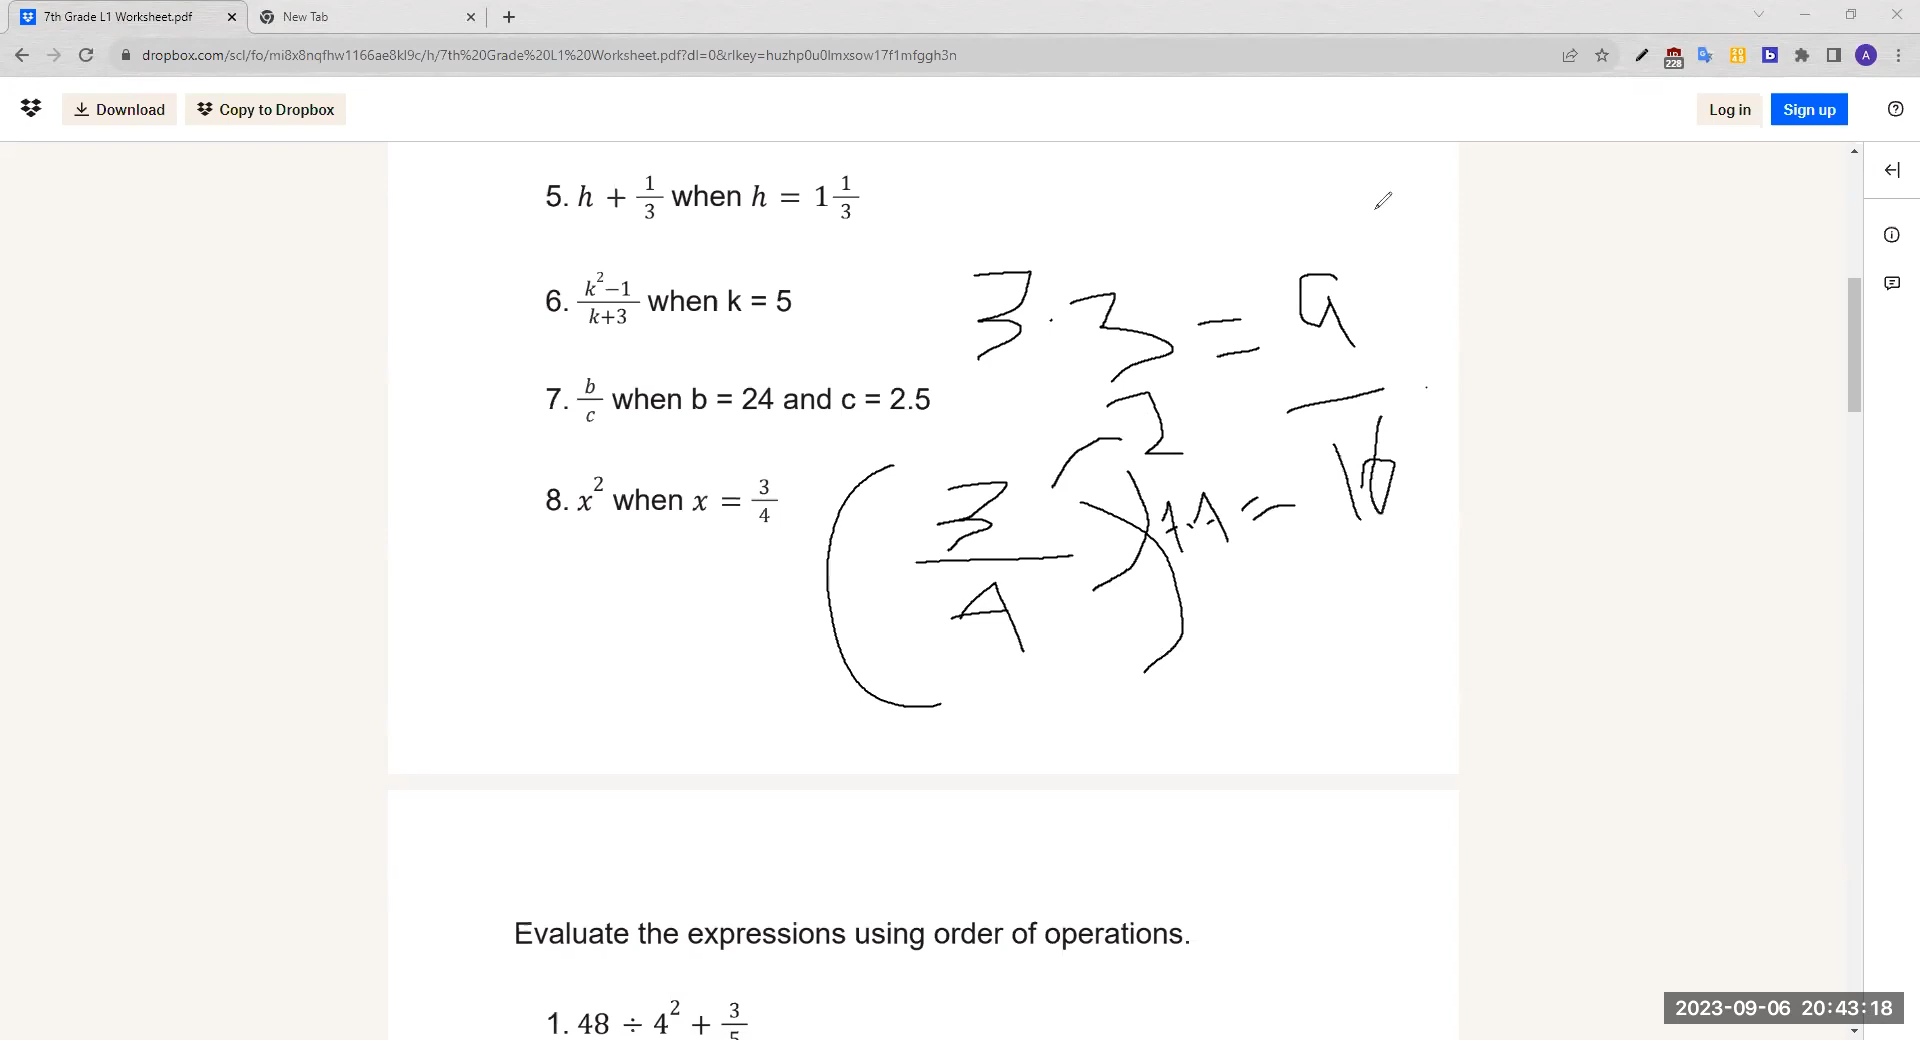 7th Grade L1 Worksheet.pdf
New Tab
dropbox.com/scl/fo/mi8x8nqfhw1166ae8kl9c/h/7th%20Grade%20L1%20Worksheet.pdf?dl=0&rlkey=huzhp0u0lmxsow17f1mfggh3n
228
A
Download
Copy to Dropbox
Log in
Sign up
5. h + 1/3 when h = 1 1/3
6. (k²−1)/(k+3) when k = 5
3 · 3 = 9
7. b/c when b = 24 and c = 2.5
8. x² when x = 3/4
(3/4)² 4·4 = 16
Evaluate the expressions using order of operations.
1. 48 ÷ 4² + 3/5
2023-09-06 20:43:18